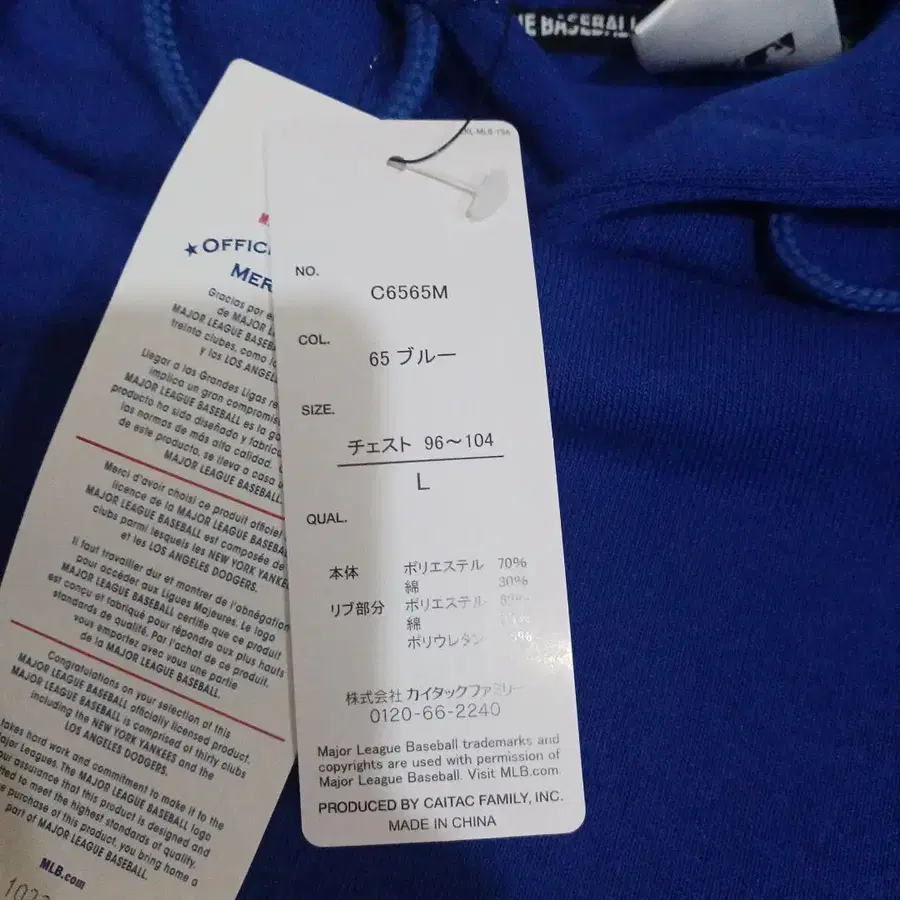 E BASEBALL
OFFICI
MER
Gracias por e
de MAJOR L
MAJOR LEAGUE BASEBA
treinta clubes, como l
y los LOS ANGEL
Llegar a las Grandes Ligas re
implica un gran compromis
MAJOR LEAGUE BASEBALL es la ga
producto ha sido diseñado y fabric
las normas de más alta calidad.
de este producto, se lleva a casa
MAJOR LEAGUE BASEBALL.
Merci d'avoir choisi ce produit officiel
licence de la MAJOR LEAGUE BASEBAL
MAJOR LEAGUE BASEBALL est composée de
clubs parmi lesquels les NEW YORK YANKE
et les LOS ANGELES DODGERS.
Il faut travailler dur et montrer de l'abnégation
pour accéder aux Ligues Majeures. Le logo
MAJOR LEAGUE BASEBALL certifie que ce produit
est conçu et fabriqué pour répondre aux plus hauts
standards de qualité. Par l'achat de ce produit,
vous emportez avec vous une partie
de la MAJOR LEAGUE BASEBALL.
Congratulations on your selection of this
MAJOR LEAGUE BASEBALL officially licensed product.
MAJOR LEAGUE BASEBALL is comprised of thirty clubs
including the NEW YORK YANKEES and the
LOS ANGELES DODGERS.
takes hard work and commitment to make it to the
ajor Leagues. The MAJOR LEAGUE BASEBALL logo
our assurance that this product is designed and
tted to meet the highest standards of quality.
e purchase of this product, you bring home a
part of MAJOR LEAGUE BASEBALL.
MLB.com
NO.
C6565M
COL.
65 ブルー
SIZE.
チェスト 96～104
L
QUAL.
本体 ポリエステル 70%
綿 30%
リブ部分 ポリエステル
綿
ポリウレタン
株式会社 カイタックファミリー
0120-66-2240
Major League Baseball trademarks and
copyrights are used with permission of
Major League Baseball. Visit MLB.com
PRODUCED BY CAITAC FAMILY, INC.
MADE IN CHINA